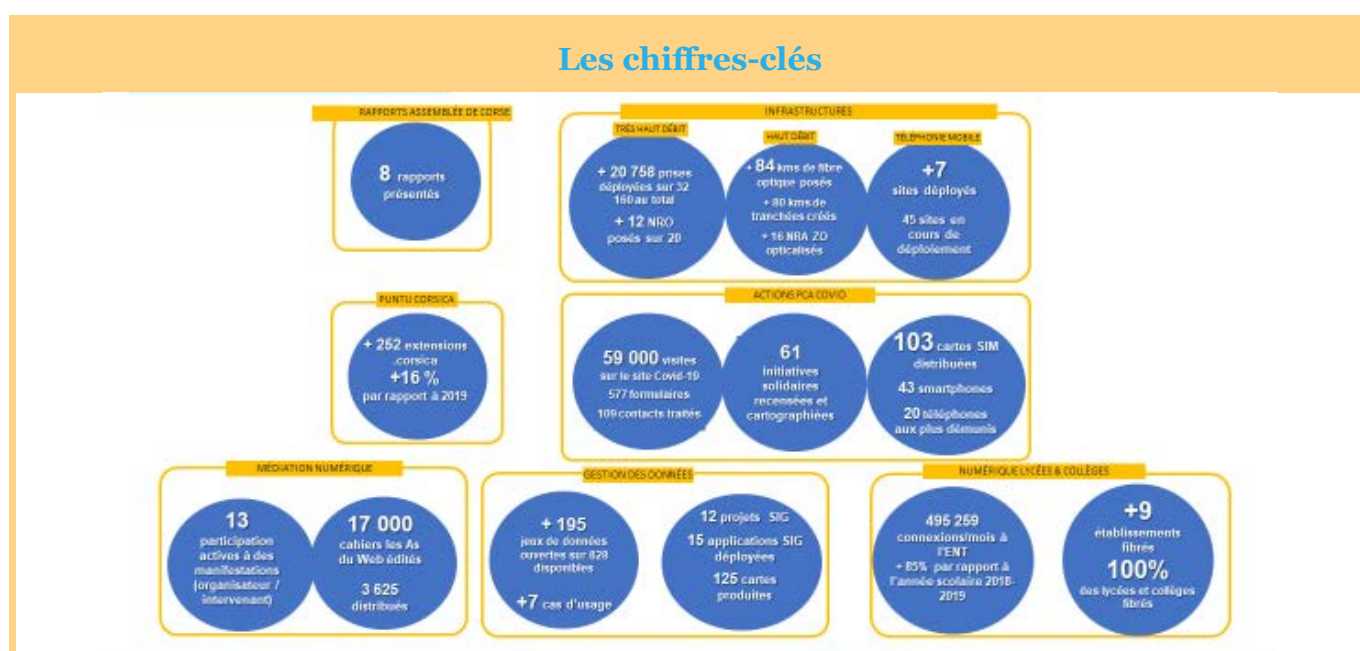 Les chiffres-clés
RAPPORTS ASSEMBLÉE DE CORSE
8 rapports
présentés
INFRASTRUCTURES
TRÈS HAUT DÉBIT
+ 20 758 prises
déployées sur 32
160 au total
+ 12 NRO
posés sur 20
HAUT DÉBIT
+ 84 kms de fibre
optique posés
+ 80 kms de
tranchées créés
+ 16 NRA ZO
opticalisés
TÉLÉPHONIE MOBILE
+7
sites déployés
45 sites en
cours de
déploiement
PUNTU CORSICA
+ 252 extensions
.corsica
+16 %
par rapport à 2019
ACTIONS PCA COVID
59 000 visites
sur le site Covid-19
577 formulaires
109 contacts traités
61
initiatives
solidaires
recensées et
cartographiées
103 cartes SIM
distribuées
43 smartphones
20 téléphones
aux plus démunis
MÉDIATION NUMÉRIQUE
13
participation
actives à des
manifestations
(organisateur /
intervenant)
17 000
cahiers les As
du Web édités
3 625
distribués
GESTION DES DONNÉES
+ 195
jeux de données
ouvertes sur 828
disponibles
+7 cas d'usage
12 projets SIG
15 applications SIG
déployées
125 cartes
produites
NUMÉRIQUE LYCÉES & COLLÈGES
495 259
connexions/mois à
l'ENT
+ 85% par rapport à
l'année scolaire 2018-
2019
+9
établissements
fibrés
100%
des lycées et collèges
fibrés